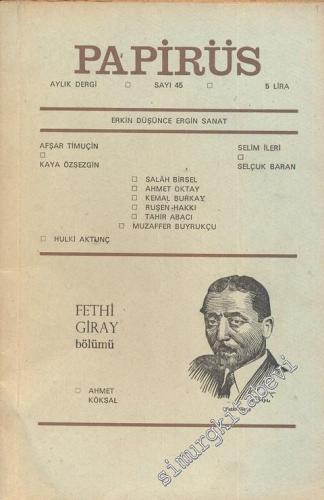 PAPİRÜS
AYLIK DERGİ □ SAYI 45 □ 5 LİRA
ERKİN DÜŞÜNCE ERGİN SANAT
AFŞAR TİMUÇİN
□
KAYA ÖZSEZGİN
SELİM İLERİ
□
SELÇUK BARAN
□ SALÂH BİRSEL
□ AHMET OKTAY
□ KEMAL BURKAY
□ RUŞEN-HAKKI
□ TAHİR ABACI
□ MUZAFFER BUYRUKÇU
□ HULKİ AKTUNÇ
FETHİ
GİRAY
bölümü
□ AHMET
KÖKSAL
simurgkitabevi.com